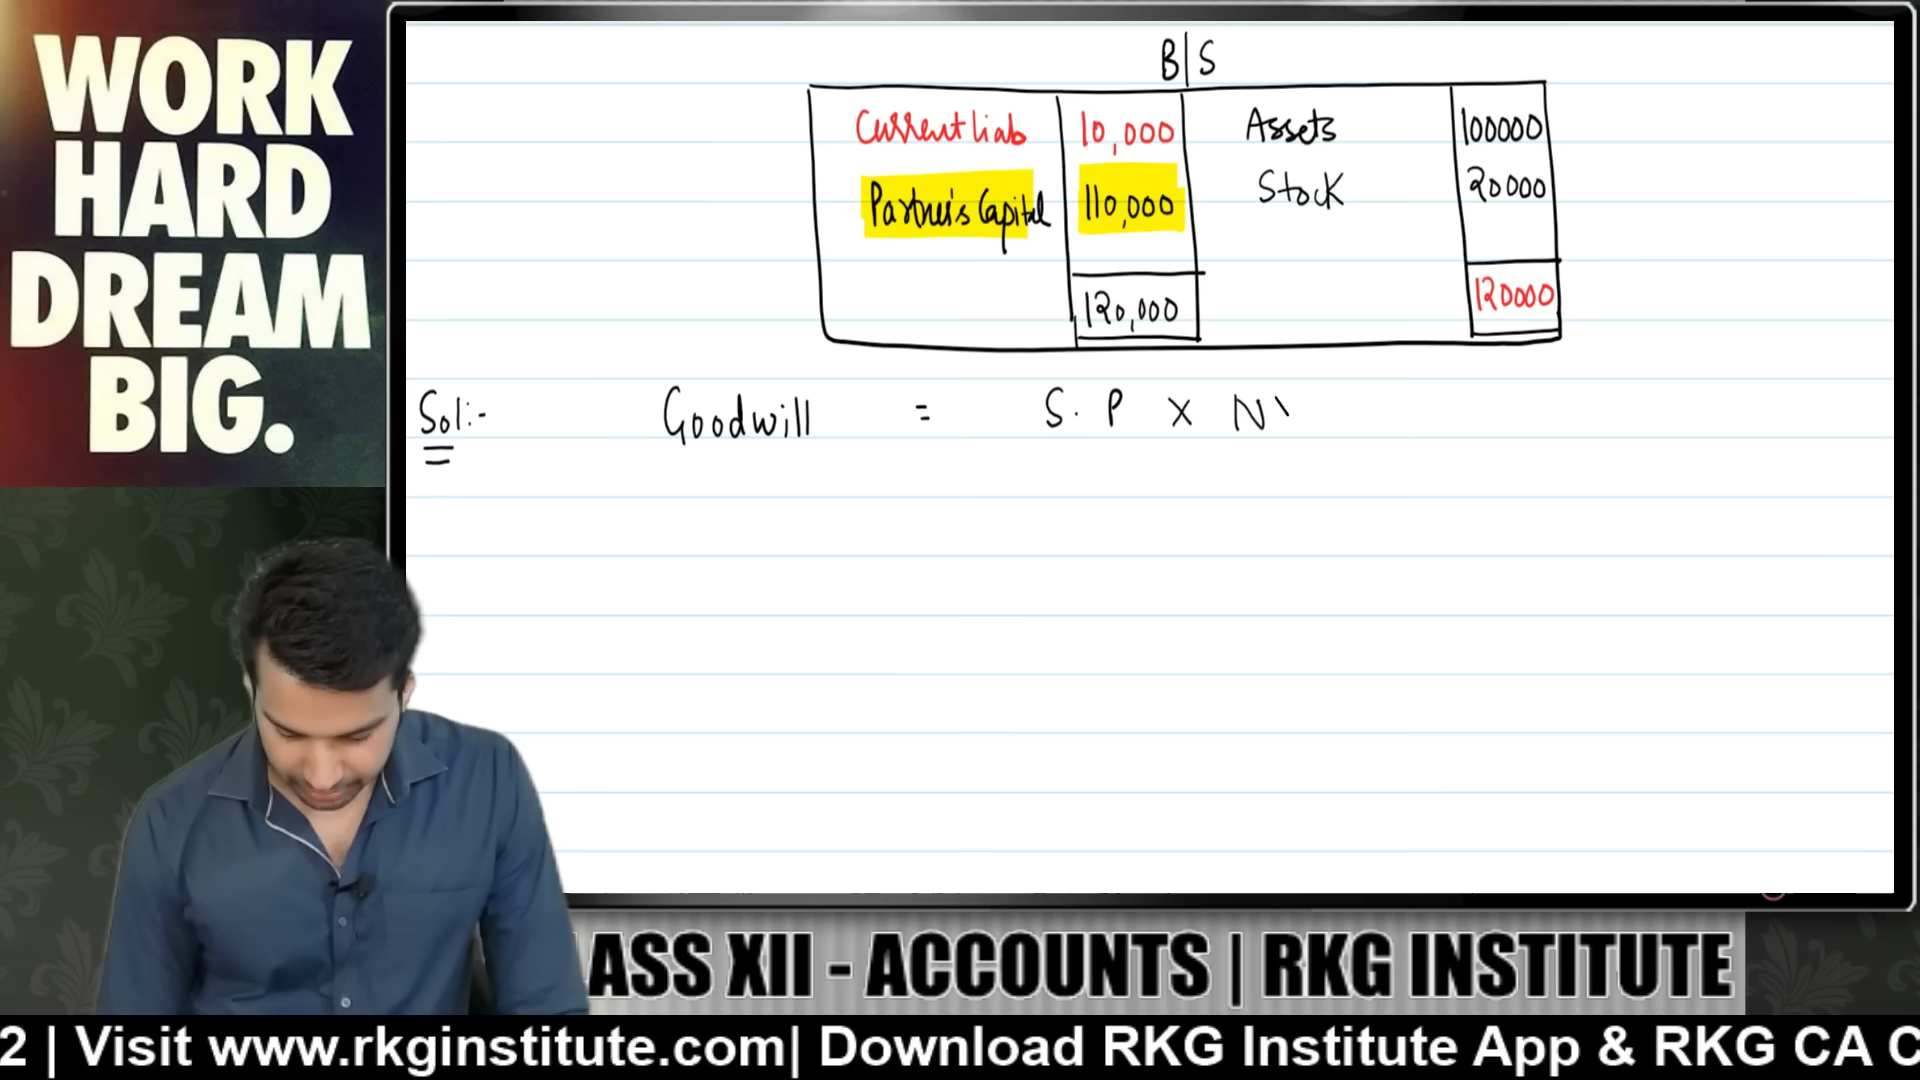 WORK
HARD
DREAM
BIG.
B|S
Current liab 10,000 Assets 100000
Partner's Capital 110,000 Stock 20000
120,000 120000
Sol:- Goodwill = S. P X N
ASS XII - ACCOUNTS | RKG INSTITUTE
2 | Visit www.rkginstitute.com| Download RKG Institute App & RKG CA C